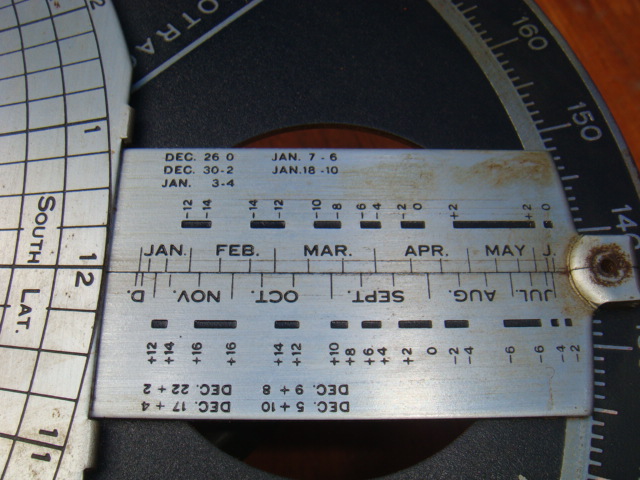 OTRA
160
150
140
2
1
12
11
SOUTH LAT.
DEC. 26 0 JAN. 7 - 6
DEC. 30 - 2 JAN. 18 - 10
JAN. 3 - 4
-12 -14 -14 -12 -10 -8 -6 -4 -2 0 +2 +2 0
JAN. FEB. MAR. APR. MAY J.
JUL. AUG. SEPT. OCT. NOV. D.
+12 +14 +16 +16 +14 +12 +10 +8 +6 +4 +2 0 -2 -4 -6 -6 -4 -2
DEC. 5 + 10 DEC. 17 + 4
DEC. 9 + 8 DEC. 22 + 2